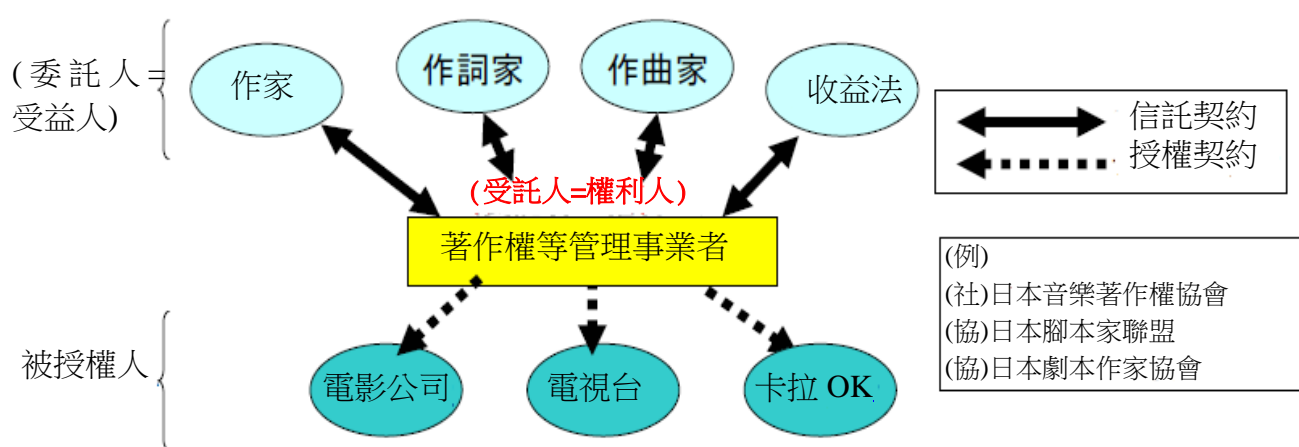 (委託人=
受益人)
作家
作詞家
作曲家
收益法
信託契約
授權契約
(受託人=權利人)
著作權等管理事業者
(例)
(社)日本音樂著作權協會
(協)日本腳本家聯盟
(協)日本劇本作家協會
被授權人
電影公司
電視台
卡拉 OK